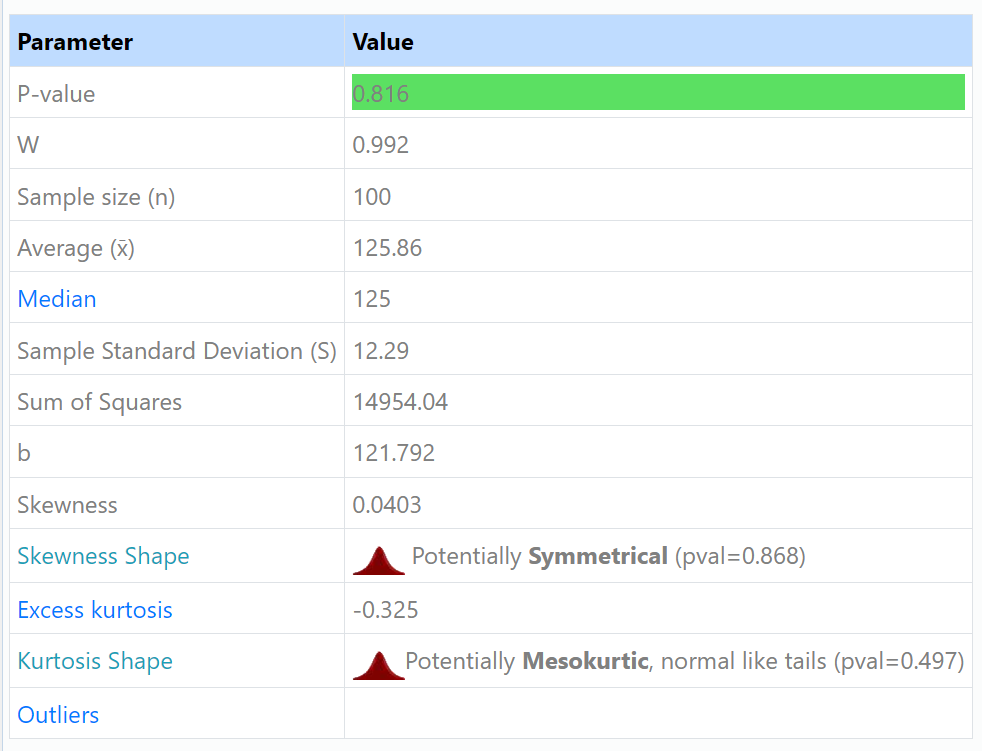 Parameter Value
P-value 0.816
W 0.992
Sample size (n) 100
Average (x̄) 125.86
Median 125
Sample Standard Deviation (S) 12.29
Sum of Squares 14954.04
b 121.792
Skewness 0.0403
Skewness Shape Potentially Symmetrical (pval=0.868)
Excess kurtosis -0.325
Kurtosis Shape Potentially Mesokurtic, normal like tails (pval=0.497)
Outliers